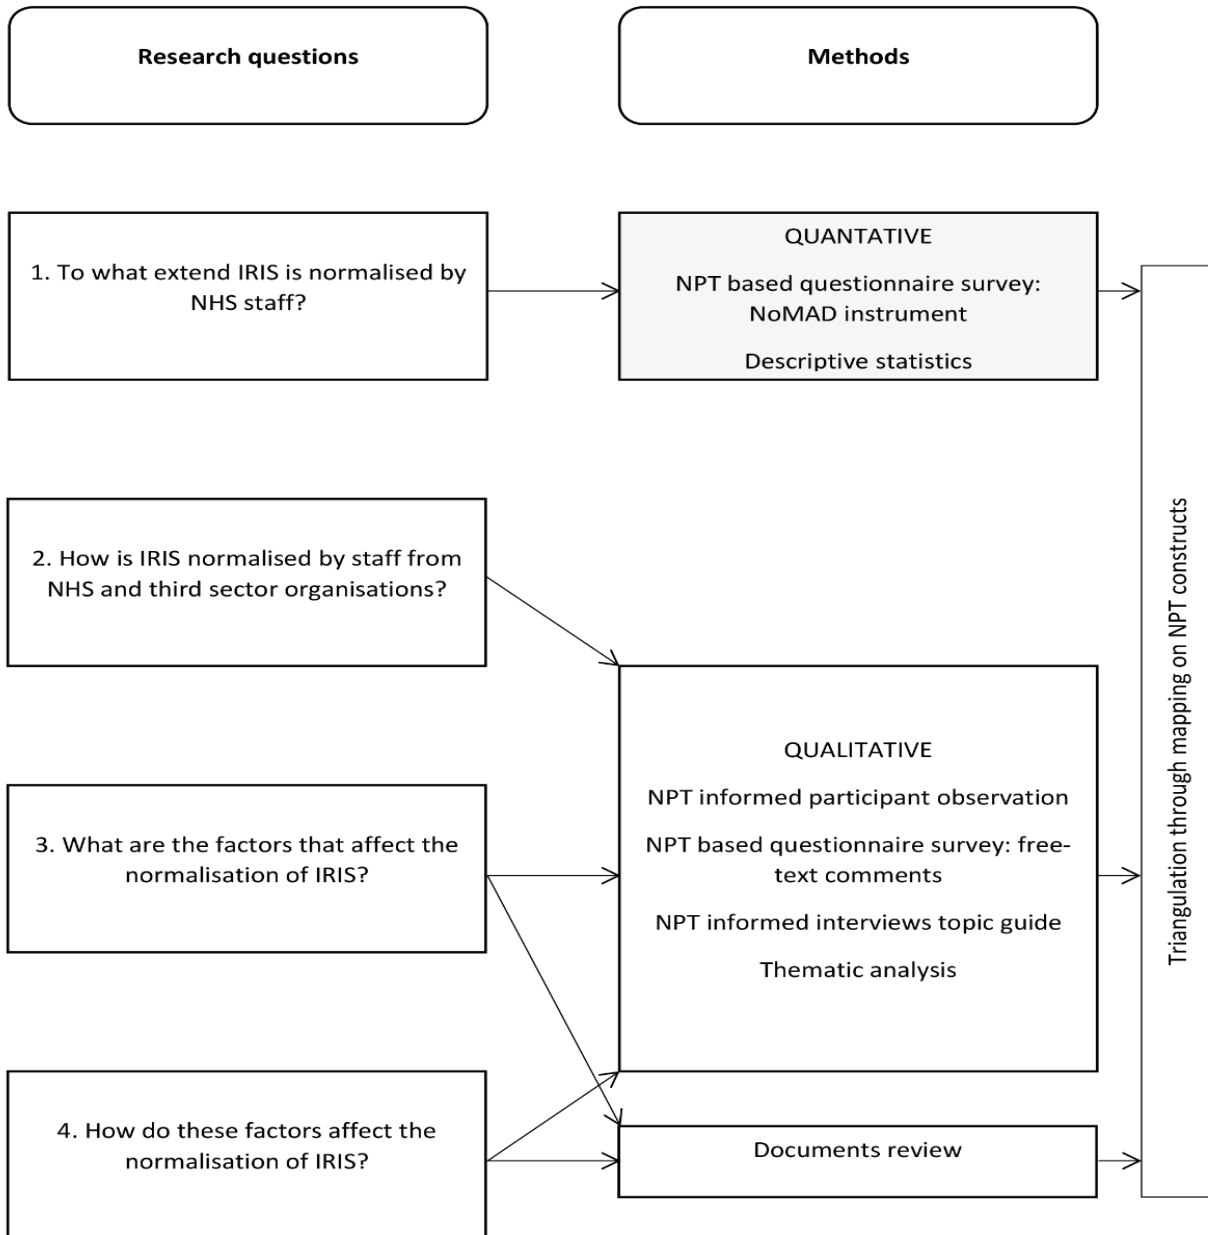 Research questions
Methods
1. To what extend IRIS is normalised by
NHS staff?
QUANTATIVE
NPT based questionnaire survey:
NoMAD instrument
Descriptive statistics
2. How is IRIS normalised by staff from
NHS and third sector organisations?
QUALITATIVE
NPT informed participant observation
NPT based questionnaire survey: free-
text comments
NPT informed interviews topic guide
Thematic analysis
3. What are the factors that affect the
normalisation of IRIS?
4. How do these factors affect the
normalisation of IRIS?
Documents review
Triangulation through mapping on NPT constructs